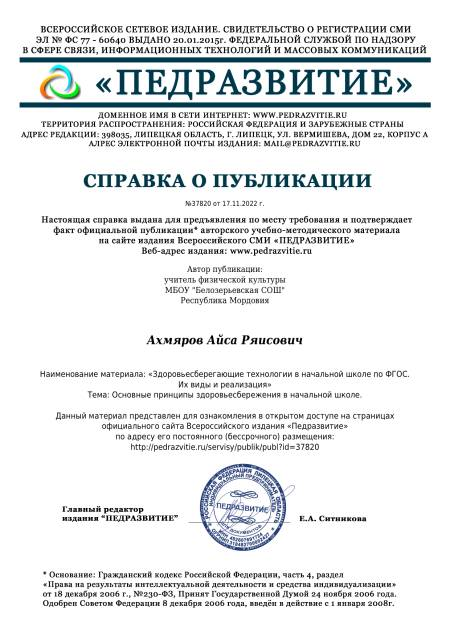 ВСЕРОССИЙСКОЕ СЕТЕВОЕ ИЗДАНИЕ. СВИДЕТЕЛЬСТВО О РЕГИСТРАЦИИ СМИ
ЭЛ № ФС 77 - 60640 ВЫДАНО 20.01.2015г. ФЕДЕРАЛЬНОЙ СЛУЖБОЙ ПО НАДЗОРУ
В СФЕРЕ СВЯЗИ, ИНФОРМАЦИОННЫХ ТЕХНОЛОГИЙ И МАССОВЫХ КОММУНИКАЦИЙ
«ПЕДРАЗВИТИЕ»
ДОМЕННОЕ ИМЯ В СЕТИ ИНТЕРНЕТ: WWW.PEDRAZVITIE.RU
ТЕРРИТОРИЯ РАСПРОСТРАНЕНИЯ: РОССИЙСКАЯ ФЕДЕРАЦИЯ И ЗАРУБЕЖНЫЕ СТРАНЫ
АДРЕС РЕДАКЦИИ: 398035, ЛИПЕЦКАЯ ОБЛАСТЬ, Г. ЛИПЕЦК, УЛ. ВЕРМИШЕВА, ДОМ 22, КОРПУС А
АЛРЕС ЭЛЕКТРОННОЙ ПОЧТЫ ИЗДАНИЯ: MAIL@PEDRAZVITIE.RU
СПРАВКА О ПУБЛИКАЦИИ
№37820 от 17.11.2022 г.
Настоящая справка выдана для предъявления по месту требования и подтверждает
факт официальной публикации* авторского учебно-методического материала
на сайте издания Всероссийского СМИ «ПЕДРАЗВИТИЕ»
Веб-адрес издания: www.pedrazvitie.ru
Автор публикации:
учитель физической культуры
МБОУ "Белозерьевская СОШ"
Республика Мордовия
Ахмяров Айса Ряисович
Наименование материала: «Здоровьесберегающие технологии в начальной школе по ФГОС.
Их виды и реализация»
Тема: Основные принципы здоровьесбережения в начальной школе.
Данный материал представлен для ознакомления в открытом доступе на страницах
официального сайта Всероссийского издания «Педразвитие»
по адресу его постоянного (бессрочного) размещения:
http://pedrazvitie.ru/servisy/publik/publ?id=37820
ПЕДРАЗВИТИЕ
Главный редактор
издания “ПЕДРАЗВИТИЕ”
Е.А. Ситникова
* Основание: Гражданский кодекс Российской Федерации, часть 4, раздел
«Права на результаты интеллектуальной деятельности и средства индивидуализации»
от 18 декабря 2006 г., №230-ФЗ, Принят Государственной Думой 24 ноября 2006 года.
Одобрен Советом Федерации 8 декабря 2006 года, введён в действие с 1 января 2008г.